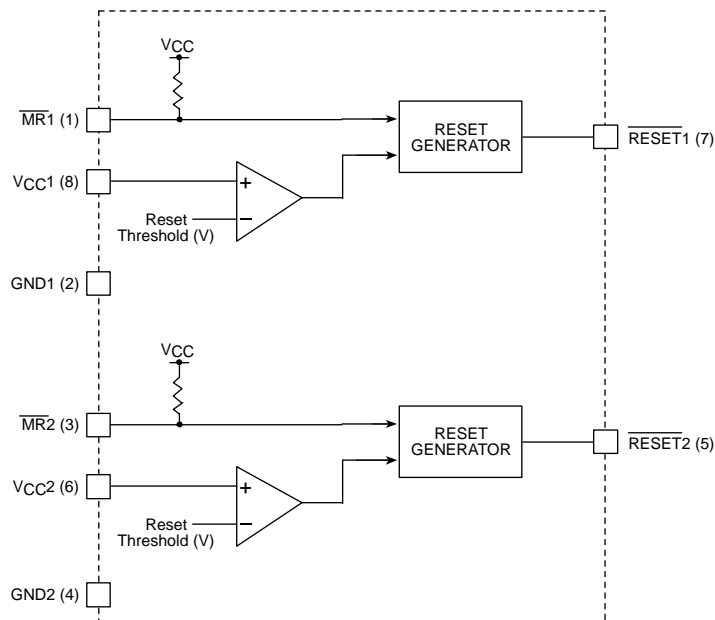 VCC
MR1 (1)
RESET
GENERATOR
RESET1 (7)
VCC1 (8)
+
Reset
Threshold (V)
−
GND1 (2)
VCC
MR2 (3)
RESET
GENERATOR
RESET2 (5)
VCC2 (6)
+
Reset
Threshold (V)
−
GND2 (4)